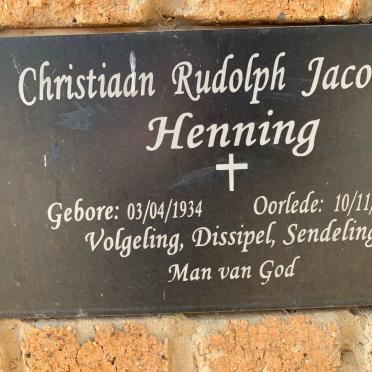 Christiaan Rudolph Jaco
Henning
Gebore: 03/04/1934 Oorlede: 10/11/
Volgeling, Dissipel, Sendeling
Man van God